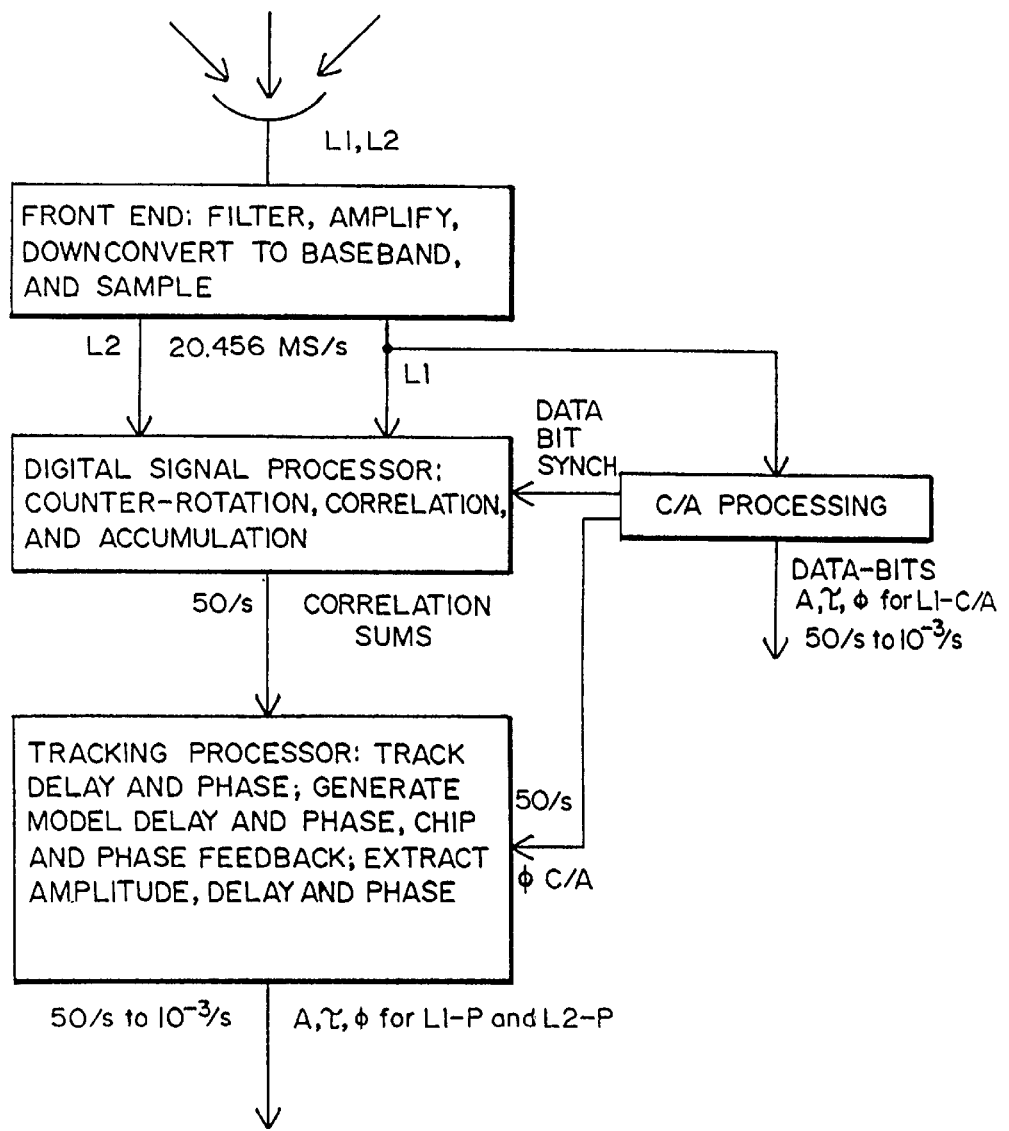 L1, L2
FRONT END: FILTER, AMPLIFY,
DOWNCONVERT TO BASEBAND,
AND SAMPLE
L2
20.456 MS/s
L1
DATA
BIT
SYNCH.
DIGITAL SIGNAL PROCESSOR:
COUNTER-ROTATION, CORRELATION,
AND ACCUMULATION
C/A PROCESSING
DATA-BITS
A, τ, ϕ for L1-C/A
50/s to 10⁻³/s
50/s
CORRELATION
SUMS
TRACKING PROCESSOR: TRACK
DELAY AND PHASE; GENERATE
MODEL DELAY AND PHASE, CHIP
AND PHASE FEEDBACK; EXTRACT
AMPLITUDE, DELAY AND PHASE
50/s
ϕ C/A
50/s to 10⁻³/s
A, τ, ϕ for L1-P and L2-P